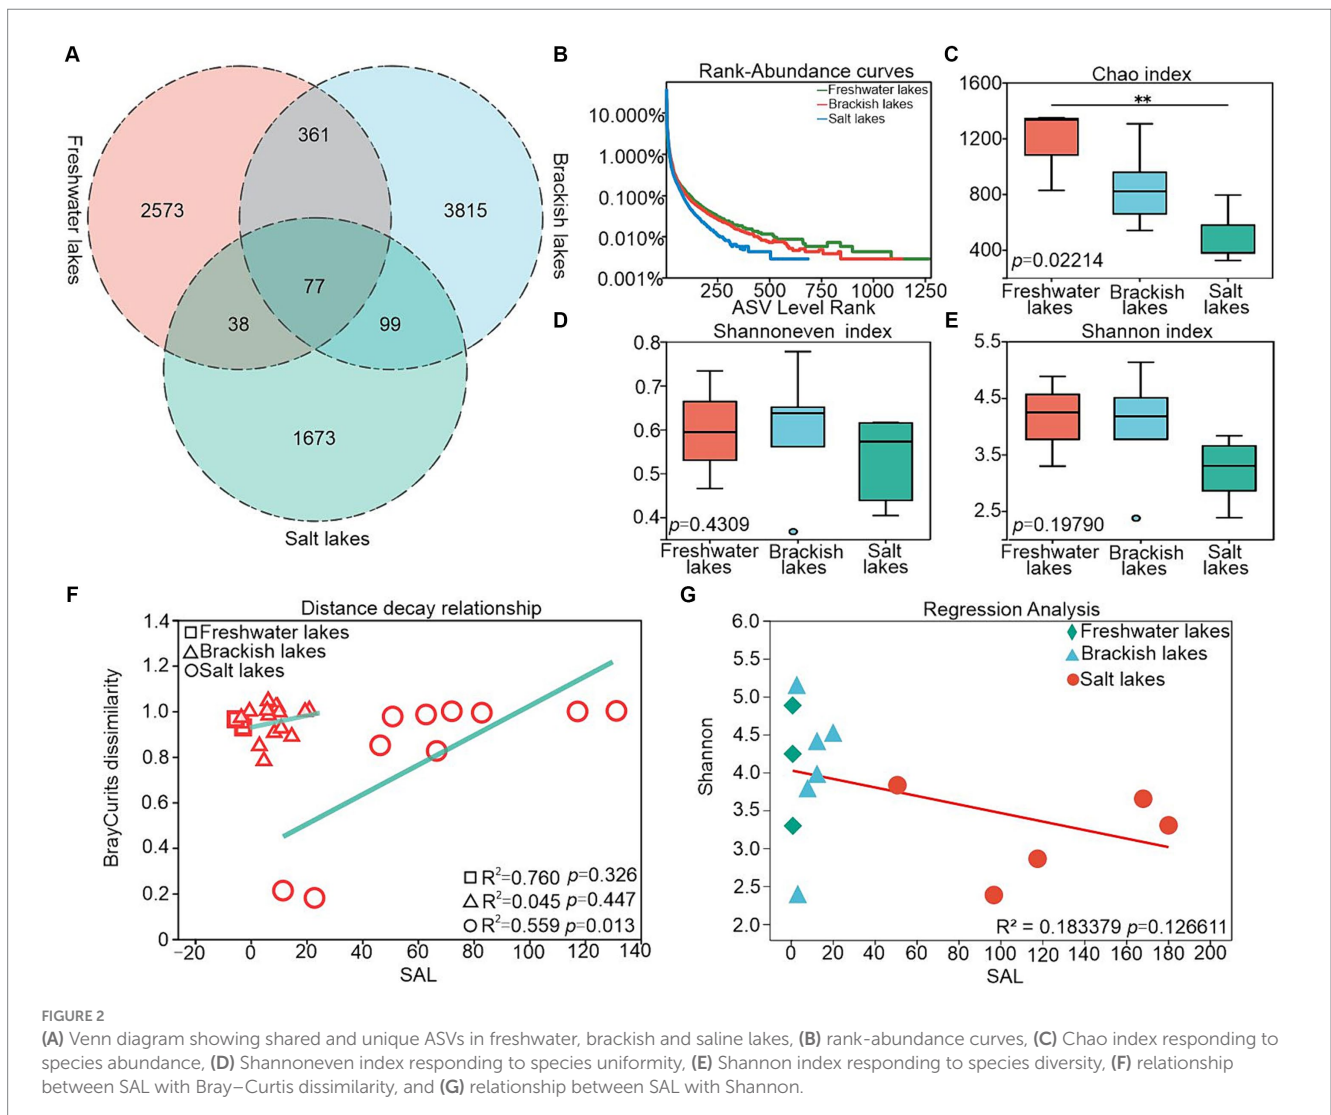 A
Freshwater lakes
Brackish lakes
361
2573
3815
77
38
99
1673
Salt lakes
B
Rank-Abundance curves
Freshwater lakes
Brackish lakes
Salt lakes
10.000%
1.000%
0.100%
0.010%
0.001%
250
500
750
1000
1250
ASV Level Rank
C
Chao index
1600
1200
800
400
**
p=0.02214
Freshwater
lakes
Brackish
lakes
Salt
lakes
D
Shannoneven index
0.8
0.7
0.6
0.5
0.4
p=0.4309
Freshwater
lakes
Brackish
lakes
Salt
lakes
E
Shannon index
5.5
4.5
3.5
2.5
p=0.19790
Freshwater
lakes
Brackish
lakes
Salt
lakes
F
Distance decay relationship
Freshwater lakes
Brackish lakes
Salt lakes
BrayCurits dissimilarity
1.4
1.2
1.0
0.8
0.6
0.4
0.2
0
R²=0.760 p=0.326
R²=0.045 p=0.447
R²=0.559 p=0.013
−20
0
20
40
60
80
100
120
140
SAL
G
Regression Analysis
Freshwater lakes
Brackish lakes
Salt lakes
Shannon
6.0
5.5
5.0
4.5
4.0
3.5
3.0
2.5
2.0
R² = 0.183379 p=0.126611
0
20
40
60
80
100
120
140
160
180
200
SAL
FIGURE 2
(A) Venn diagram showing shared and unique ASVs in freshwater, brackish and saline lakes, (B) rank-abundance curves, (C) Chao index responding to
species abundance, (D) Shannoneven index responding to species uniformity, (E) Shannon index responding to species diversity, (F) relationship
between SAL with Bray–Curtis dissimilarity, and (G) relationship between SAL with Shannon.